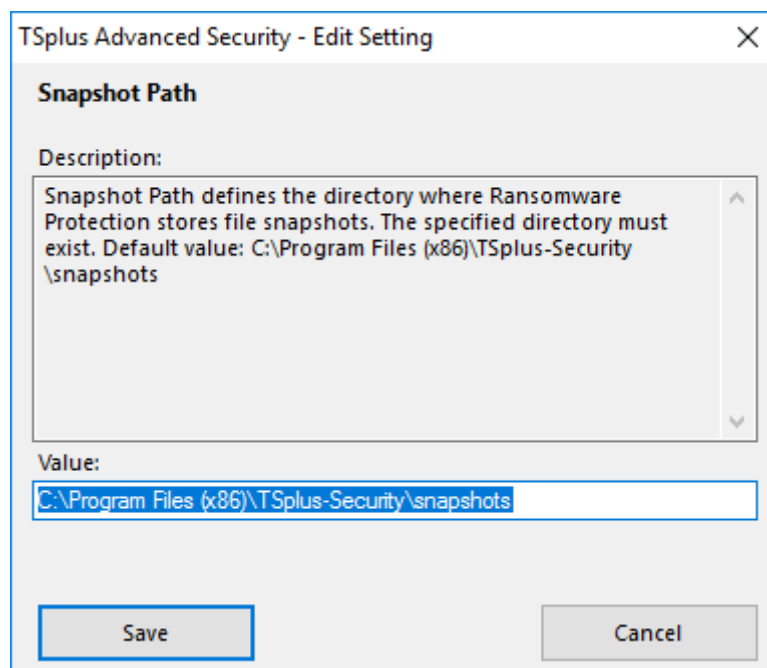 TSplus Advanced Security - Edit Setting
Snapshot Path
Description:
Snapshot Path defines the directory where Ransomware
Protection stores file snapshots. The specified directory must
exist. Default value: C:\Program Files (x86)\TSplus-Security
\snapshots
Value:
C:\Program Files (x86)\TSplus-Security\snapshots
Save
Cancel